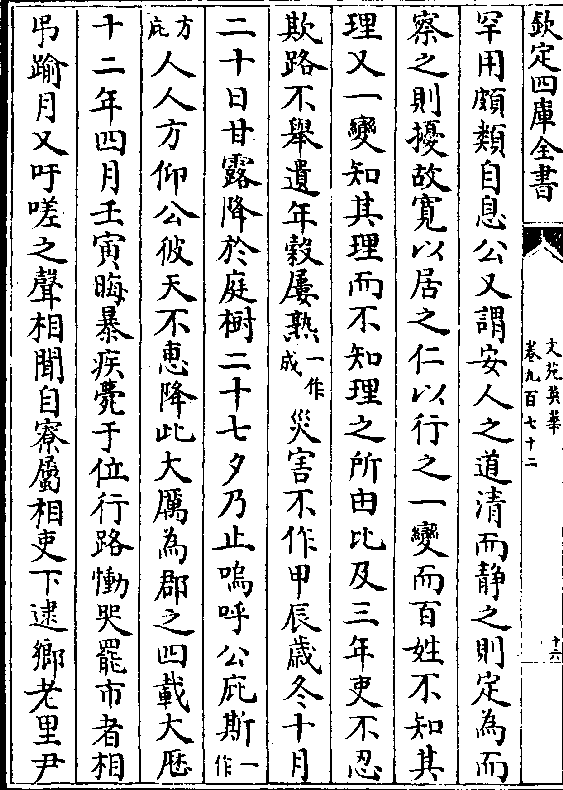 欽定四庫全書
文苑英華
卷九百七十二
十六
罕用頗類自息公又謂安人之道清而静之則定為而
察之則擾故寛以居之仁以行之一變而百姓不知其
理又一變知其理而不知理之所由比及三年吏不忍
欺路不舉遺年穀屢熟一作成災害不作甲辰歲冬十月
二十日甘露降於庭樹二十七夕乃止嗚呼公庇斯一作
方庇人人方仰公彼天不惠降此大厲為郡之四載大厯
十二年四月壬寅晦暴疾薨于位行路慟哭罷市者相
弔踰月又吁嗟之聲相聞自寮屬相吏下逮鄉老里尹